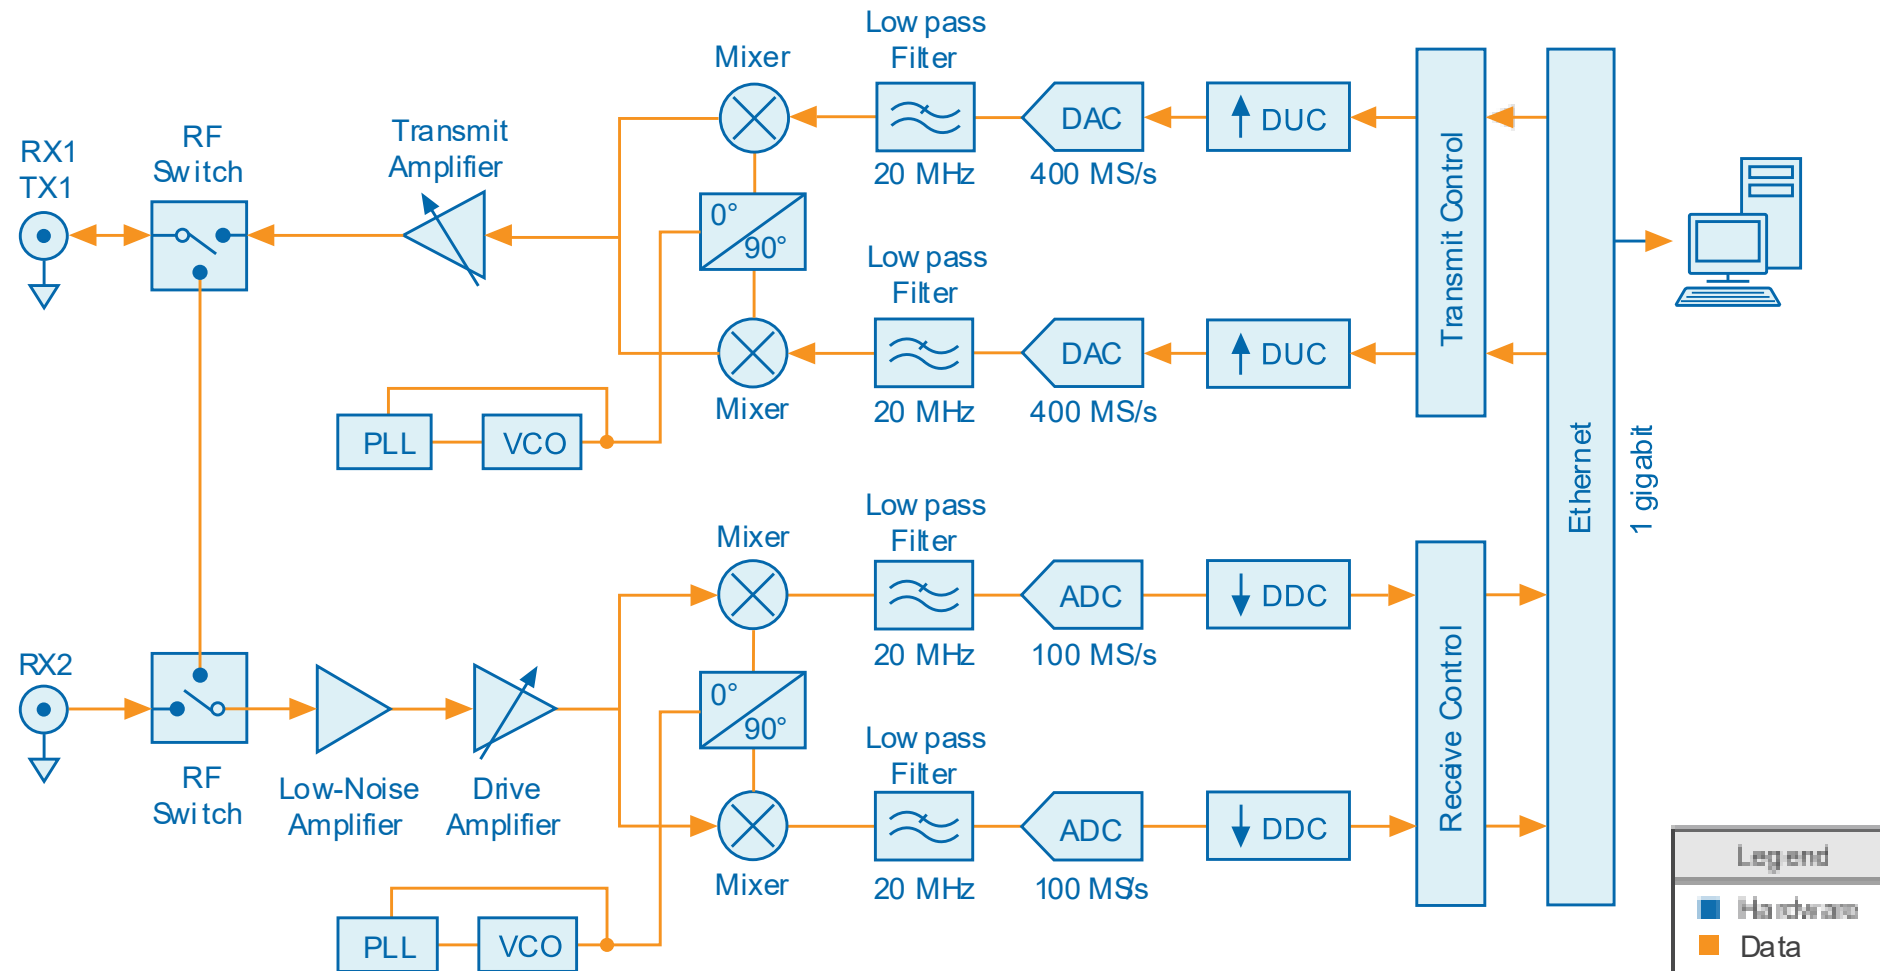 Low pass
Filter
Mixer
RX1
TX1
RF
Switch
Transmit
Amplifier
DAC
DUC
20 MHz
400 MS/s
0°
90°
Low pass
Filter
DAC
DUC
Mixer
20 MHz
400 MS/s
Transmit Control
PLL
VCO
Ethernet
1 gigabit
Low pass
Filter
Mixer
ADC
DDC
20 MHz
100 MS/s
RX2
0°
90°
Low pass
Filter
RF
Switch
Low-Noise
Amplifier
Drive
Amplifier
ADC
DDC
Mixer
20 MHz
100 MS/s
Receive Control
PLL
VCO
Legend
Hardware
Data